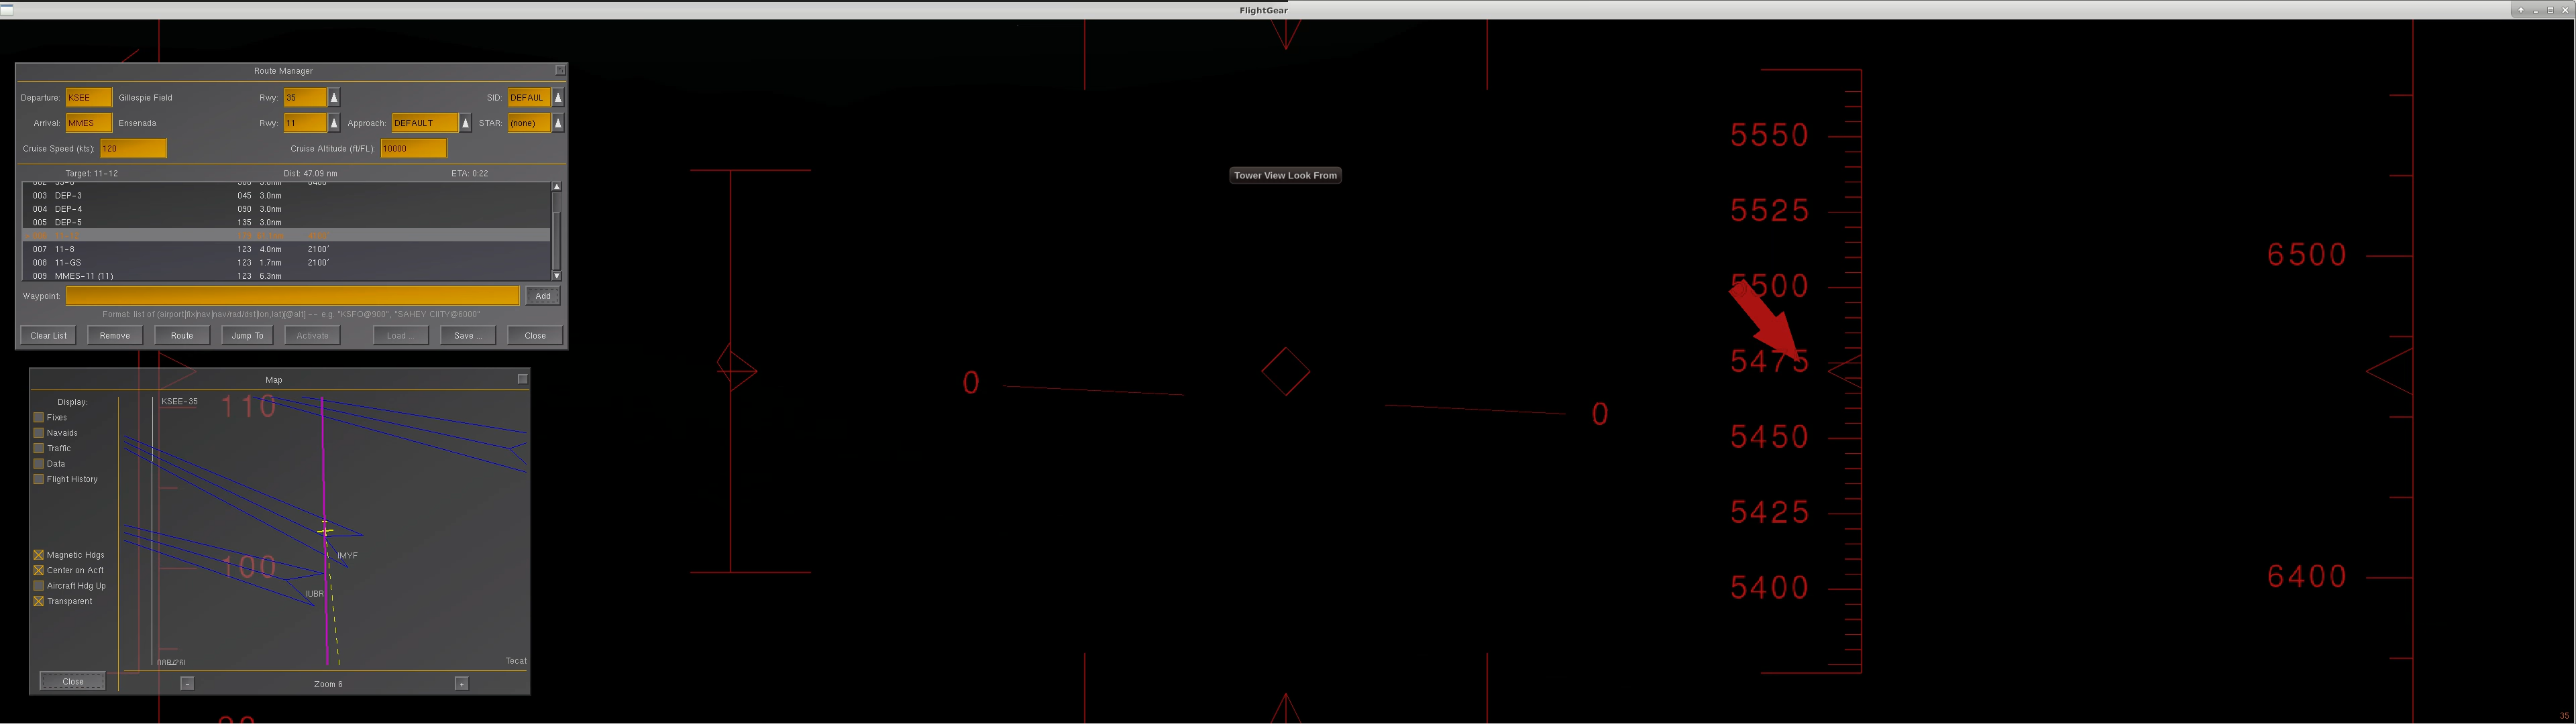 FlightGear
Route Manager
Departure: KSEE Gillespie Field Rwy: 35 SID: DEFAUL
Arrival: MMES Ensenada Rwy: 11 Approach: DEFAULT STAR: (none)
Cruise Speed (kts): 120 Cruise Altitude (ft/FL): 10000
Target: 11-12 Dist: 47.09 nm ETA: 0:22
003 DEP-3 045 3.0nm
004 DEP-4 090 3.0nm
005 DEP-5 135 3.0nm
007 11-8 123 4.0nm 2100'
008 11-GS 123 1.7nm 2100'
009 MMES-11 (11) 123 6.3nm
Waypoint: Add
Format: list of (airport|fix|nav|nav/rad/dst|lon,lat)[@alt] -- e.g. "KSFO@900", "SAHEY CIITY@6000"
Clear List Remove Route Jump To Activate Load ... Save ... Close
Map
Display:
Fixes
Navaids
Traffic
Data
Flight History
Magnetic Hdgs
Center on Acft
Aircraft Hdg Up
Transparent
Close
KSEE-35
110
IMYF
100
IUBR
Tecat
- Zoom 6 +
Tower View Look From
0 0
5550
5525
5500
5475
5450
5425
5400
6500
6400
35